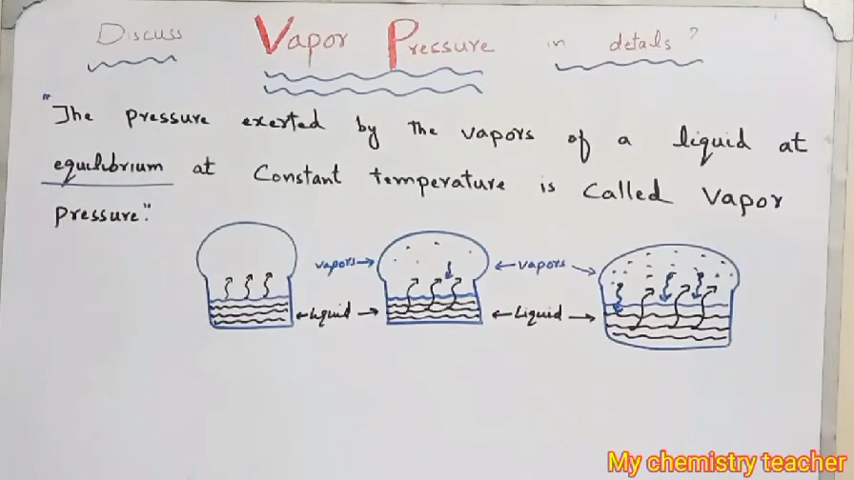 Discuss Vapor Pressure in details?
"The pressure exerted by the vapors of a liquid at
equilibrium at constant temperature is called Vapor
pressure".
vapors vapors
Liquid Liquid
My chemistry teacher